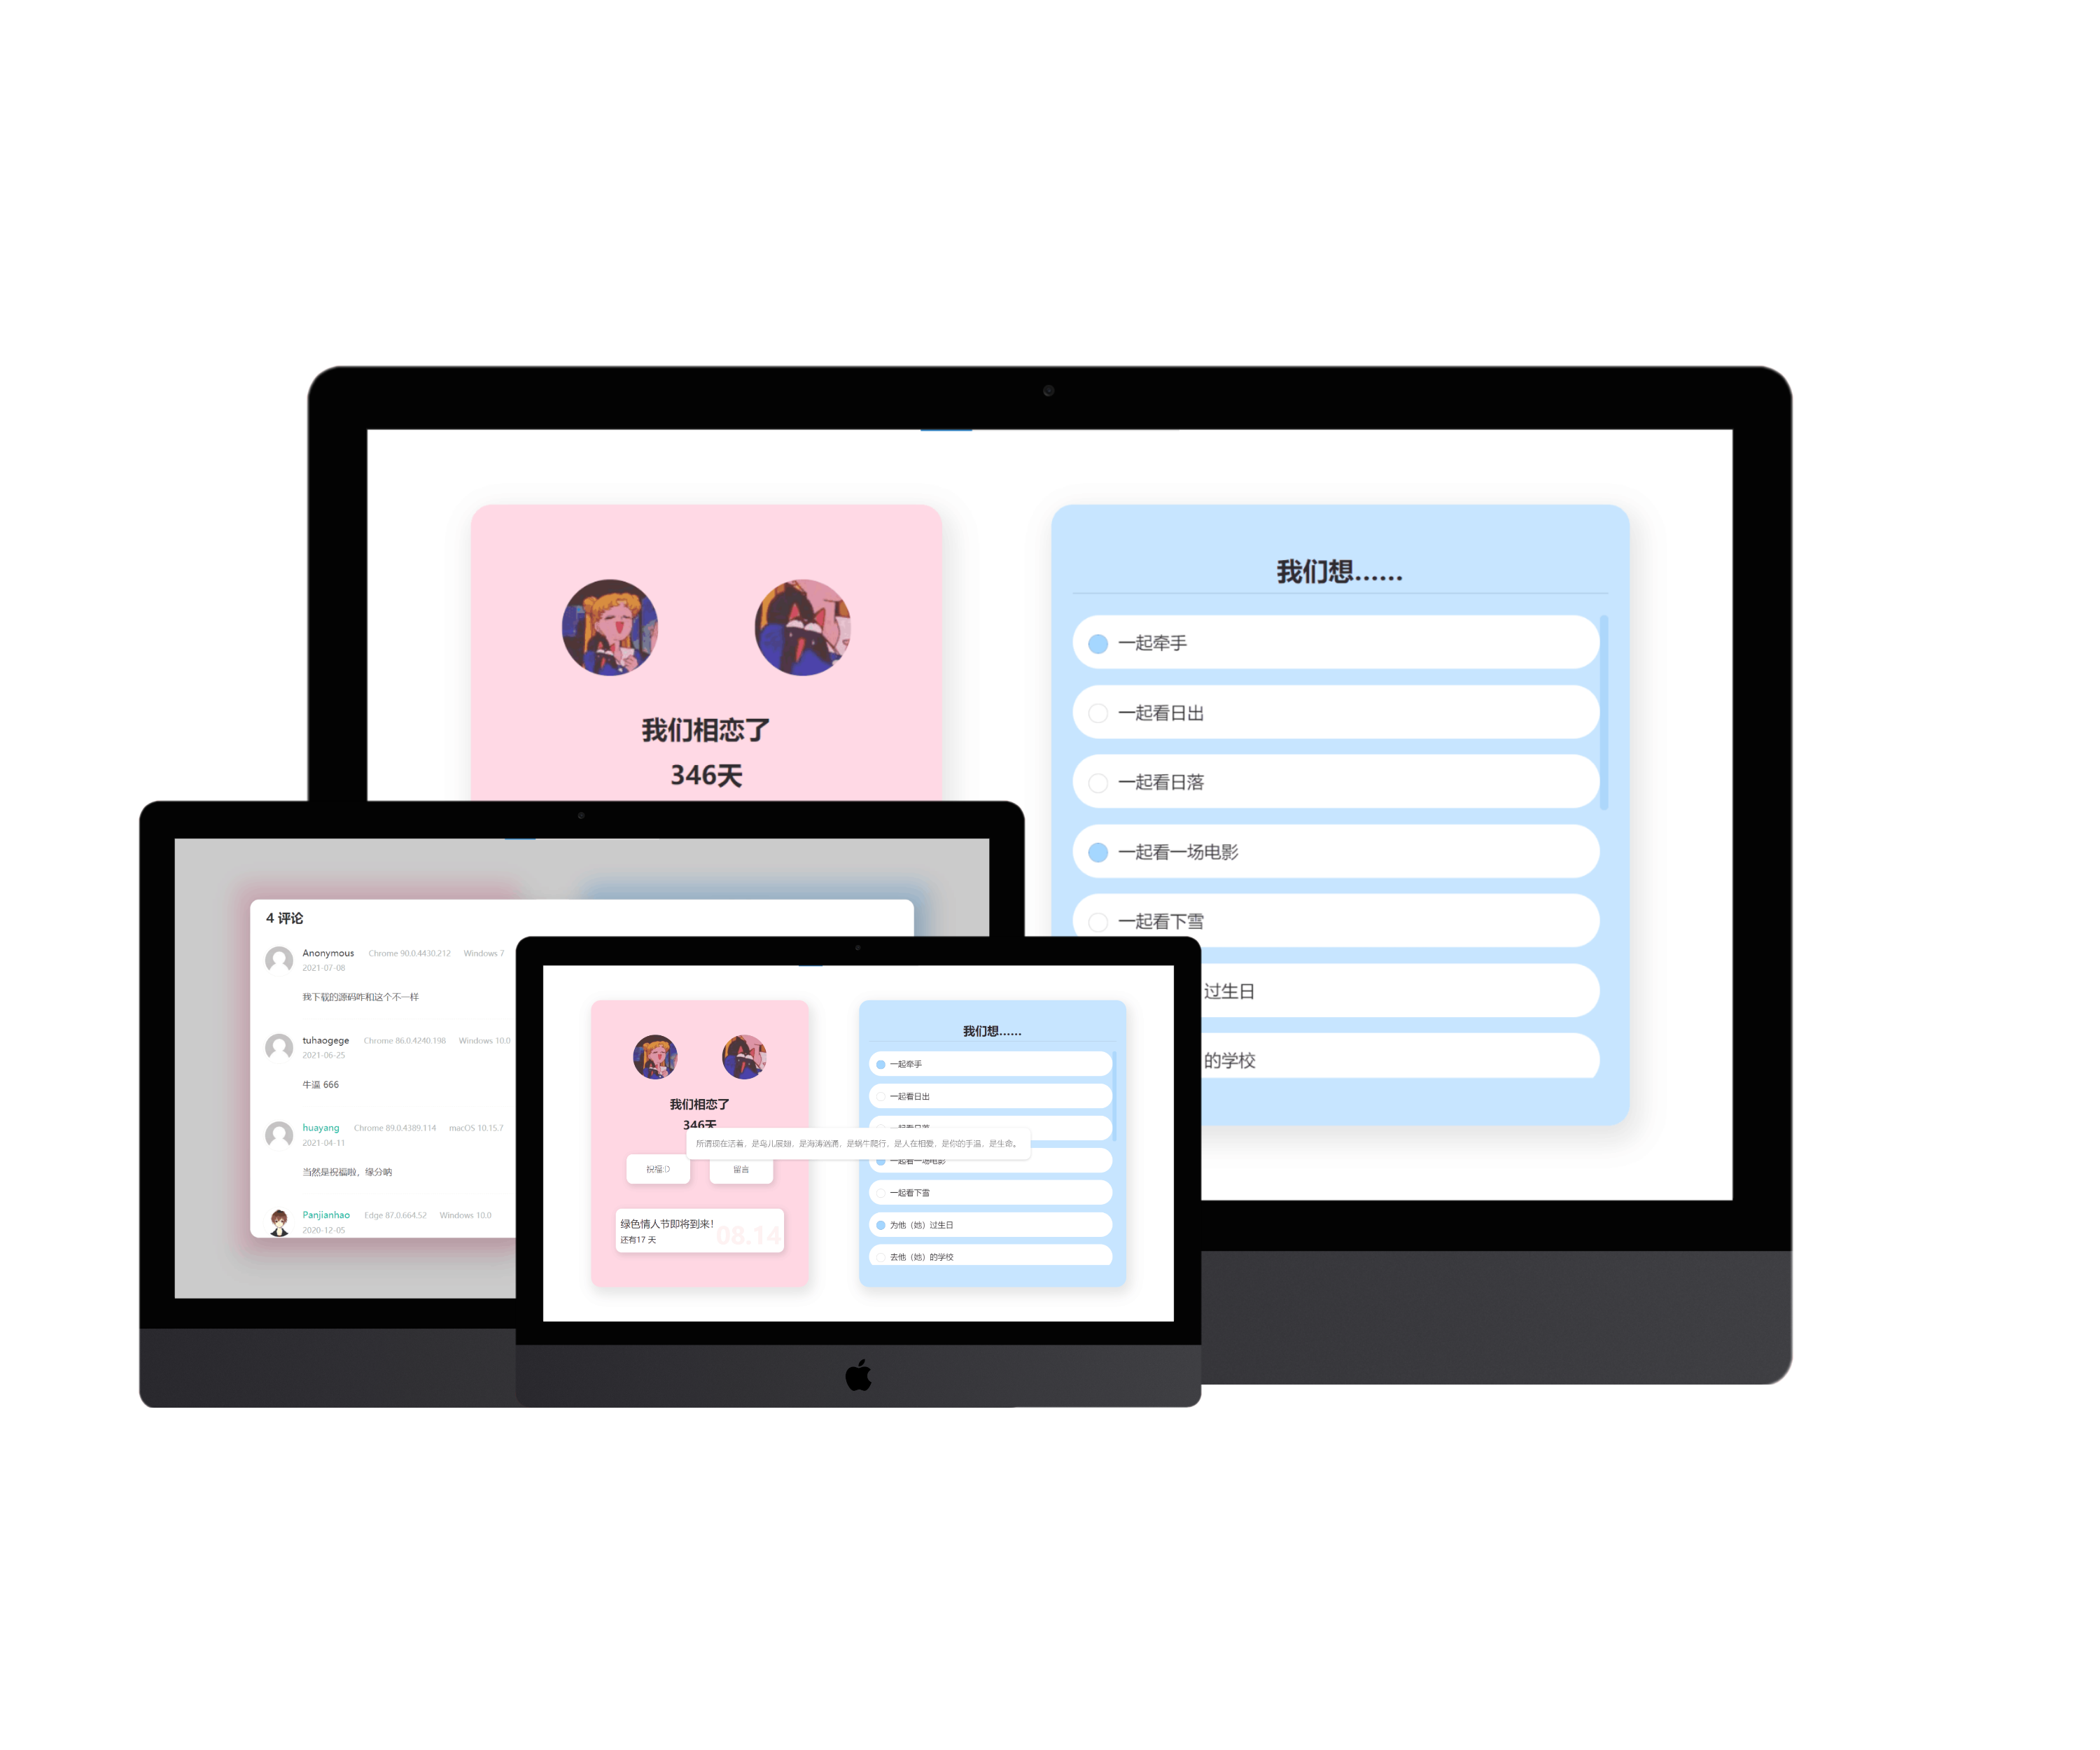 我们相恋了
346天
我们想......
一起牵手
一起看日出
一起看日落
一起看一场电影
一起看下雪
过生日
的学校
4 评论
Anonymous Chrome 90.0.4430.212 Windows 7
2021-07-08
我下载的源码咋和这个不一样
tuhaogege Chrome 86.0.4240.198 Windows 10.0
2021-06-25
牛逼 666
huayang Chrome 89.0.4389.114 macOS 10.15.7
2021-04-11
当然是祝福啦，缘分呐
Panjianhao Edge 87.0.664.52 Windows 10.0
2020-12-05
我们相恋了
346天
所谓现在活着，是鸟儿展翅，是海涛汹涌，是蜗牛爬行，是人在相爱，是你的手温，是生命。
祝福:D
留言
绿色情人节即将到来!
还有17 天
08.14
我们想......
一起牵手
一起看日出
一起看日落
一起看一场电影
一起看下雪
为他（她）过生日
去他（她）的学校